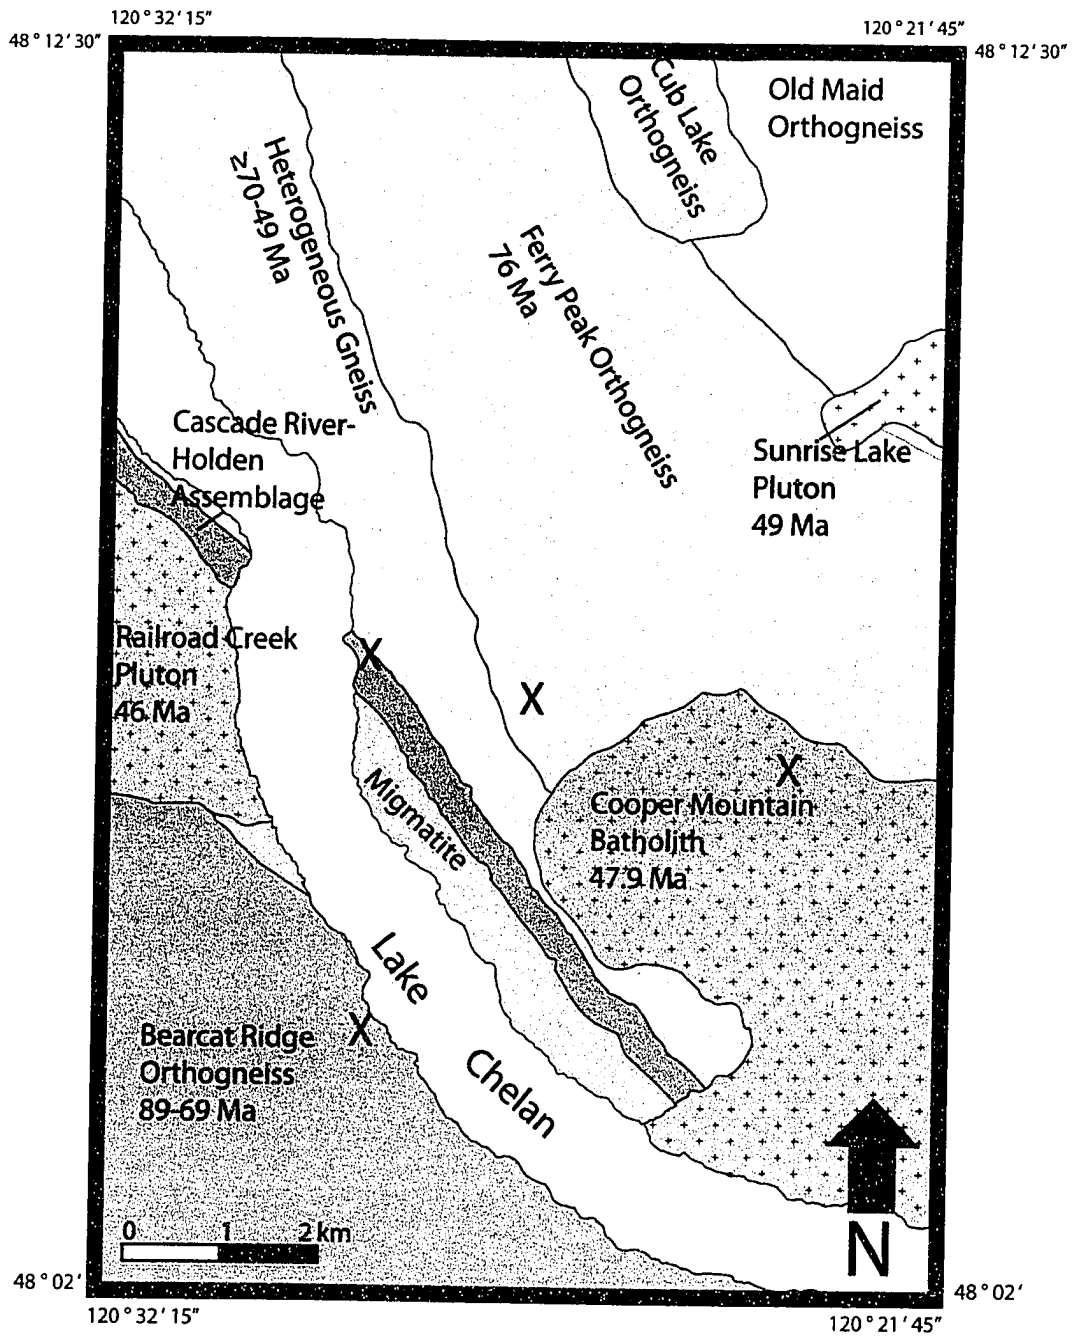 120°32'15"
120°21'45"
48°12'30"
48°12'30"
Cub Lake
Orthogneiss
Old Maid
Orthogneiss
Heterogeneous Gneiss
≥70-49 Ma
Ferry Peak Orthogneiss
76 Ma
Cascade River-
Holden
Assemblage
Sunrise Lake
Pluton
49 Ma
Railroad Creek
Pluton
46 Ma
X
X
X
Migmatite
Cooper Mountain
Batholith
47.9 Ma
Lake
Chelan
X
Bearcat Ridge
Orthogneiss
89-69 Ma
0 1 2 km
N
48°02'
48°02'
120°32'15"
120°21'45"